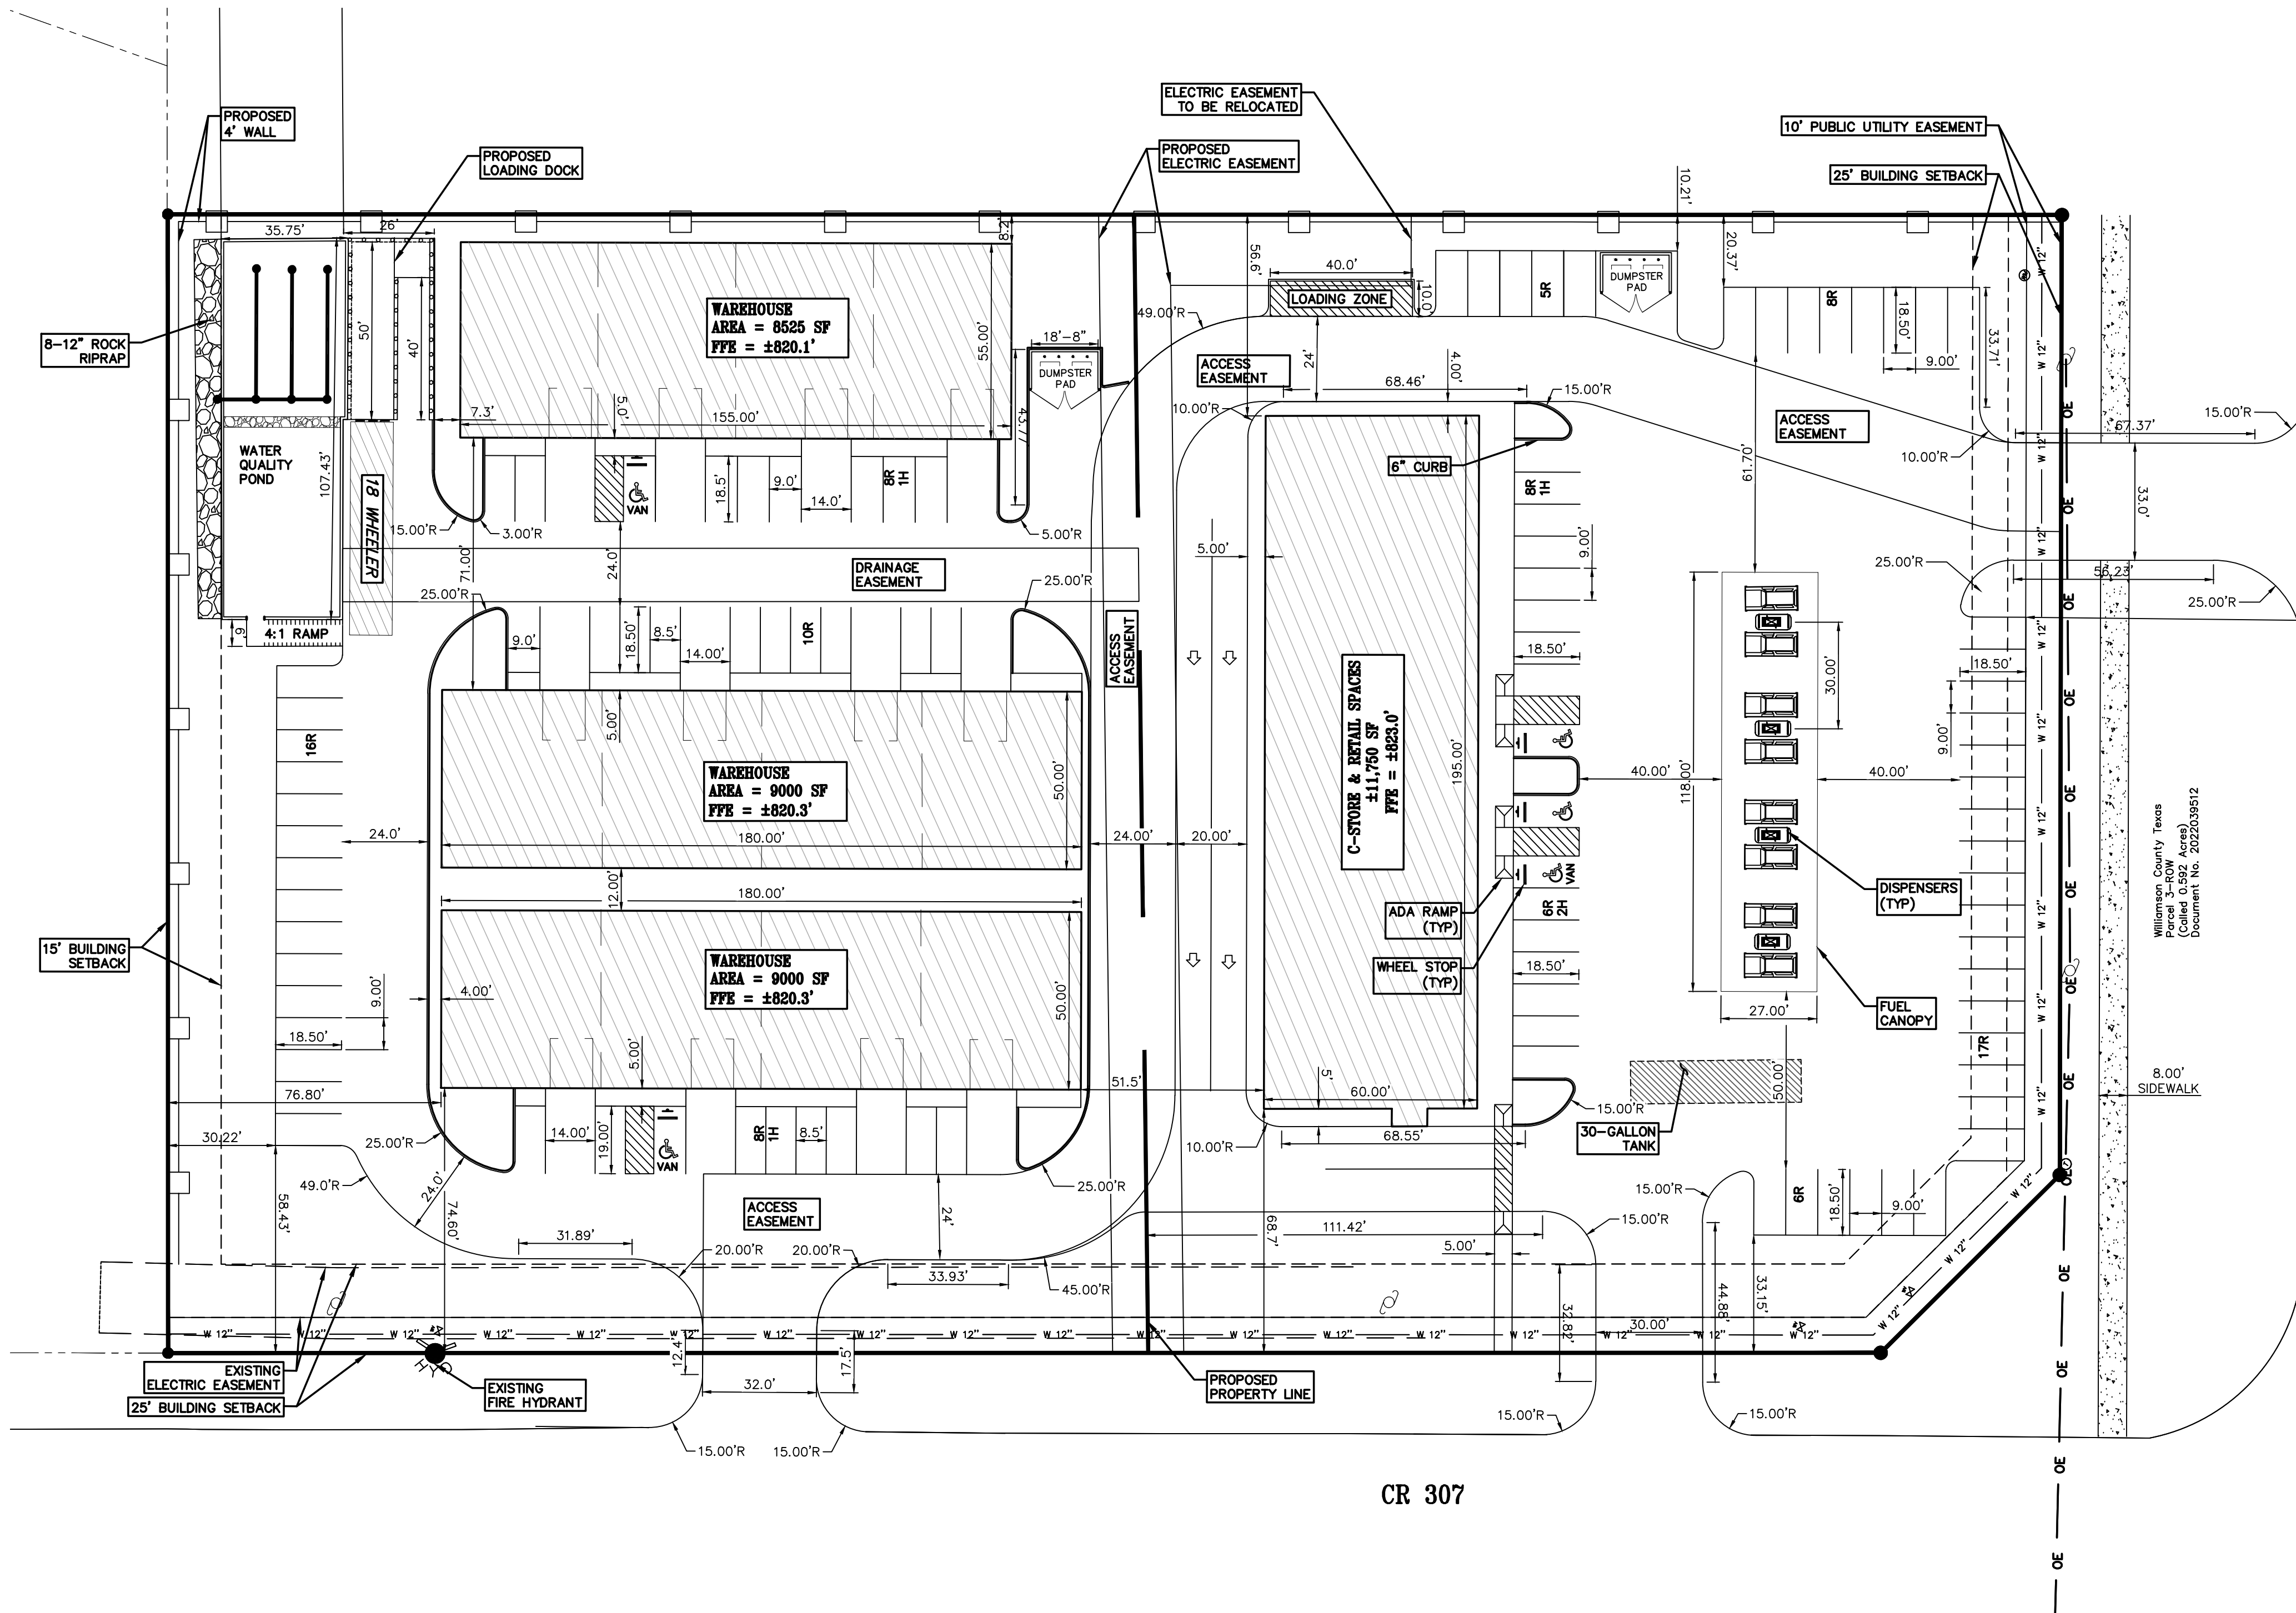 ELECTRIC EASEMENT
TO BE RELOCATED
PROPOSED
4' WALL
10' PUBLIC UTILITY EASEMENT
PROPOSED
LOADING DOCK
PROPOSED
ELECTRIC EASEMENT
25' BUILDING SETBACK
10.21'
35.75'
26'
8.2'
56.6'
20.37'
40.0'
LOADING ZONE
10.0'
5R
DUMPSTER
PAD
8R
18.50'
9.00'
33.71'
W 12"
WAREHOUSE
AREA = 8525 SF
FFE = ±820.1'
55.00'
49.00'R
18'-8"
DUMPSTER
PAD
43.77'
8-12" ROCK
RIPRAP
50'
40'
24'
4.00'
ACCESS
EASEMENT
68.46'
15.00'R
10.00'R
7.3'
5.0'
155.00'
ACCESS
EASEMENT
67.37'
15.00'R
10.00'R
OE
WATER
QUALITY
POND
107.43'
18 WHEELER
6" CURB
61.70'
33.0'
18.5'
9.0'
14.0'
8R
1H
VAN
8R
1H
15.00'R
3.00'R
5.00'R
71.00'
24.0'
DRAINAGE
EASEMENT
5.00'
9.00'
25.00'R
56.23'
25.00'R
25.00'R
25.00'R
9'
4:1 RAMP
9.0'
18.50'
8.5'
14.00'
10R
ACCESS
EASEMENT
18.50'
30.00'
18.50'
9.00'
16R
5.00'
WAREHOUSE
AREA = 9000 SF
FFE = ±820.3'
50.00'
180.00'
C-STORE & RETAIL SPACES
±11,750 SF
FFE = ±823.0'
195.00'
118.00'
40.00'
40.00'
24.0'
24.00'
20.00'
12.00'
180.00'
VAN
6R
2H
DISPENSERS
(TYP)
Williamson County Texas
Parcel 3-ROW
(Called 0.592 Acres)
Document No. 2022039512
ADA RAMP
(TYP)
15' BUILDING
SETBACK
WAREHOUSE
AREA = 9000 SF
FFE = ±820.3'
50.00'
WHEEL STOP
(TYP)
18.50'
27.00'
FUEL
CANOPY
4.00'
9.00'
18.50'
5.00'
17R
50.00'
76.80'
51.5'
5'
60.00'
15.00'R
8.00'
SIDEWALK
30.22'
25.00'R
14.00'
19.00'
VAN
8R
1H
8.5'
10.00'R
68.55'
30-GALLON
TANK
49.0'R
24.0'
25.00'R
15.00'R
6R
18.50'
9.00'
58.43'
74.60'
ACCESS
EASEMENT
24'
68.7'
111.42'
15.00'R
31.89'
20.00'R
20.00'R
5.00'
33.93'
45.00'R
32.82'
44.88'
33.15'
30.00'
W 12"
12.4'
17.5'
HYD
EXISTING
ELECTRIC EASEMENT
25' BUILDING SETBACK
EXISTING
FIRE HYDRANT
32.0'
PROPOSED
PROPERTY LINE
15.00'R
15.00'R
15.00'R
15.00'R
CR 307
OE
OE
OE